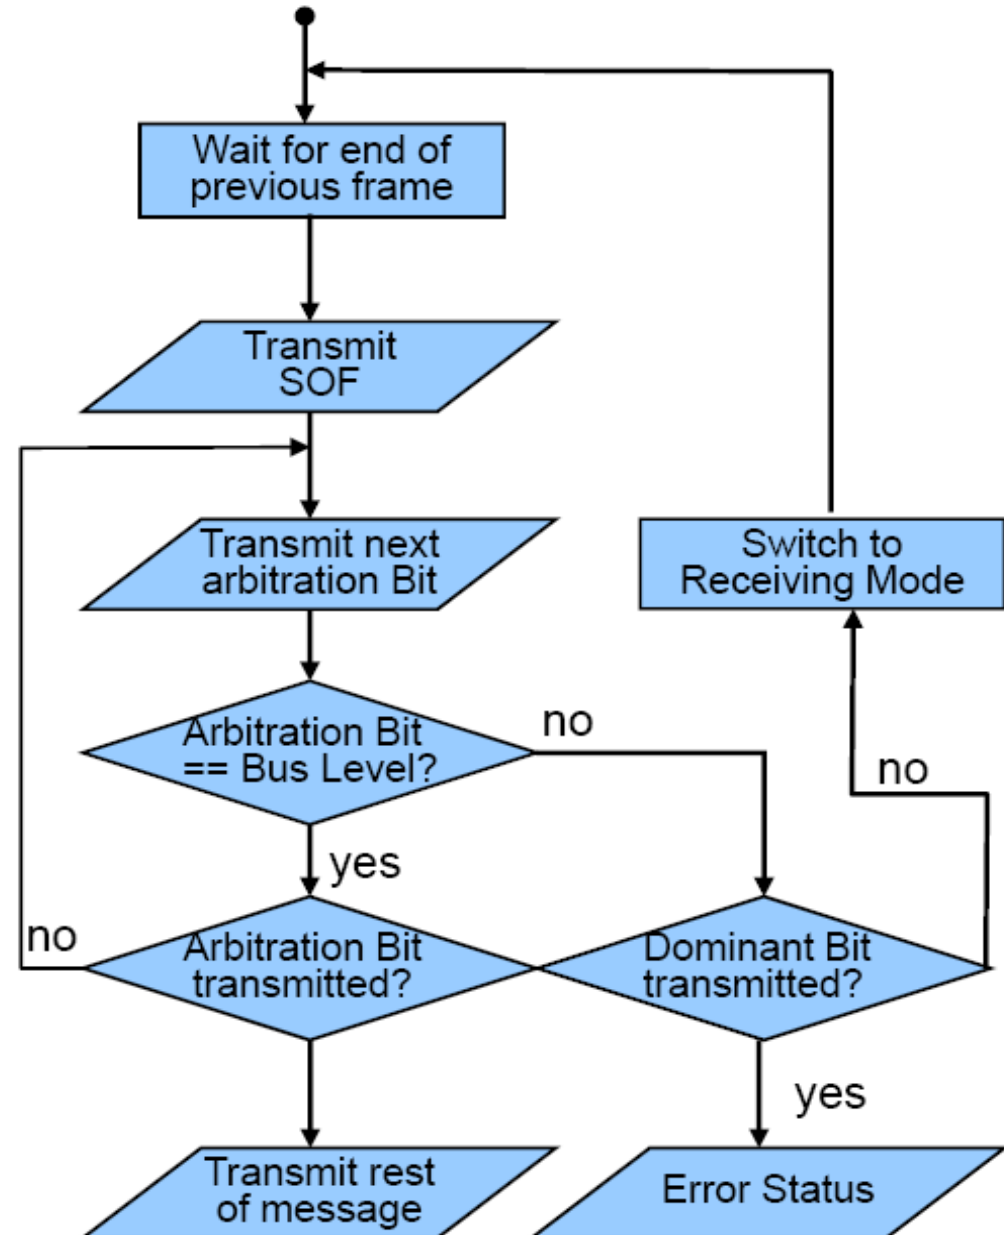 Wait for end of
previous frame
Transmit
SOF
Transmit next
arbitration Bit
Switch to
Receiving Mode
Arbitration Bit
== Bus Level?
no
no
yes
no
Arbitration Bit
transmitted?
Dominant Bit
transmitted?
yes
Transmit rest
of message
Error Status